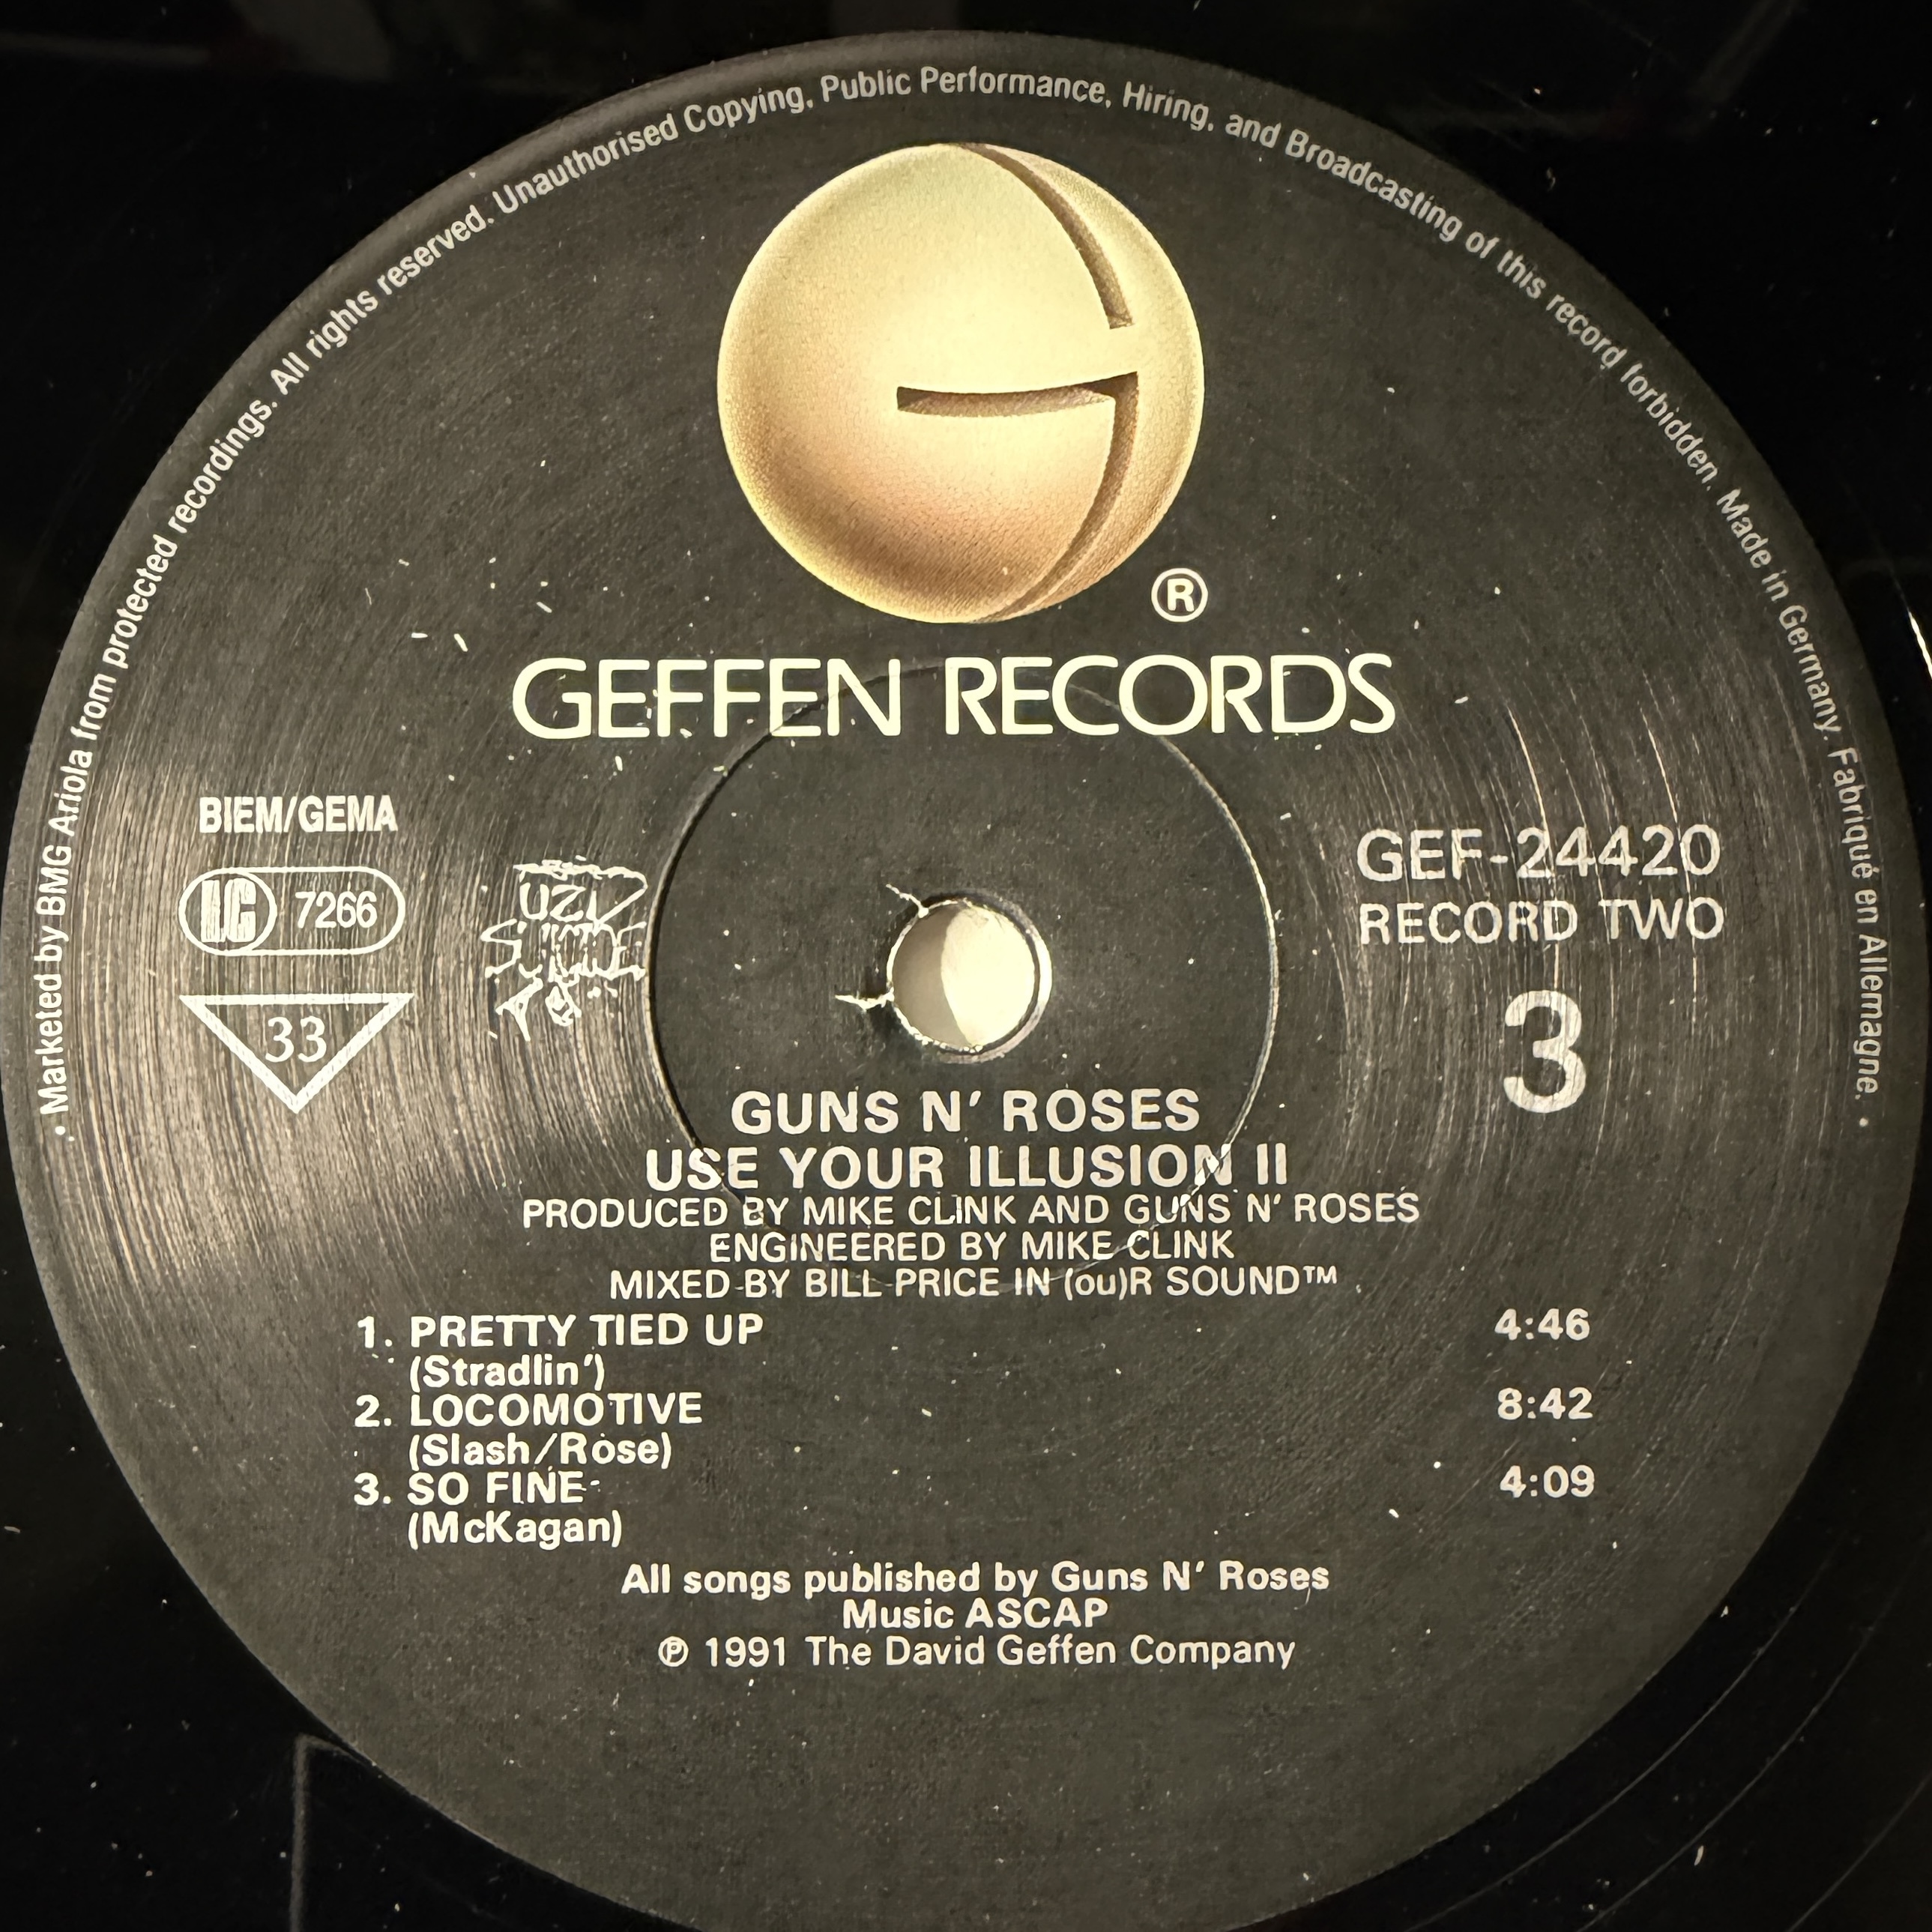 • Marketed by BMG Ariola from protected recordings. All rights reserved. Unauthorised Copying, Public Performance, Hiring, and Broadcasting of this record forbidden. Made in Germany. Fabriqué en Allemagne. •
®
GEFFEN RECORDS
BIEM/GEMA
LC 7266
33
UZI
SUICIDE
GEF-24420
RECORD TWO
3
GUNS N' ROSES
USE YOUR ILLUSION II
PRODUCED BY MIKE CLINK AND GUNS N' ROSES
ENGINEERED BY MIKE CLINK
MIXED BY BILL PRICE IN (ou)R SOUND™
1. PRETTY TIED UP 4:46
(Stradlin')
2. LOCOMOTIVE 8:42
(Slash/Rose)
3. SO FINE 4:09
(McKagan)
All songs published by Guns N' Roses
Music ASCAP
℗ 1991 The David Geffen Company